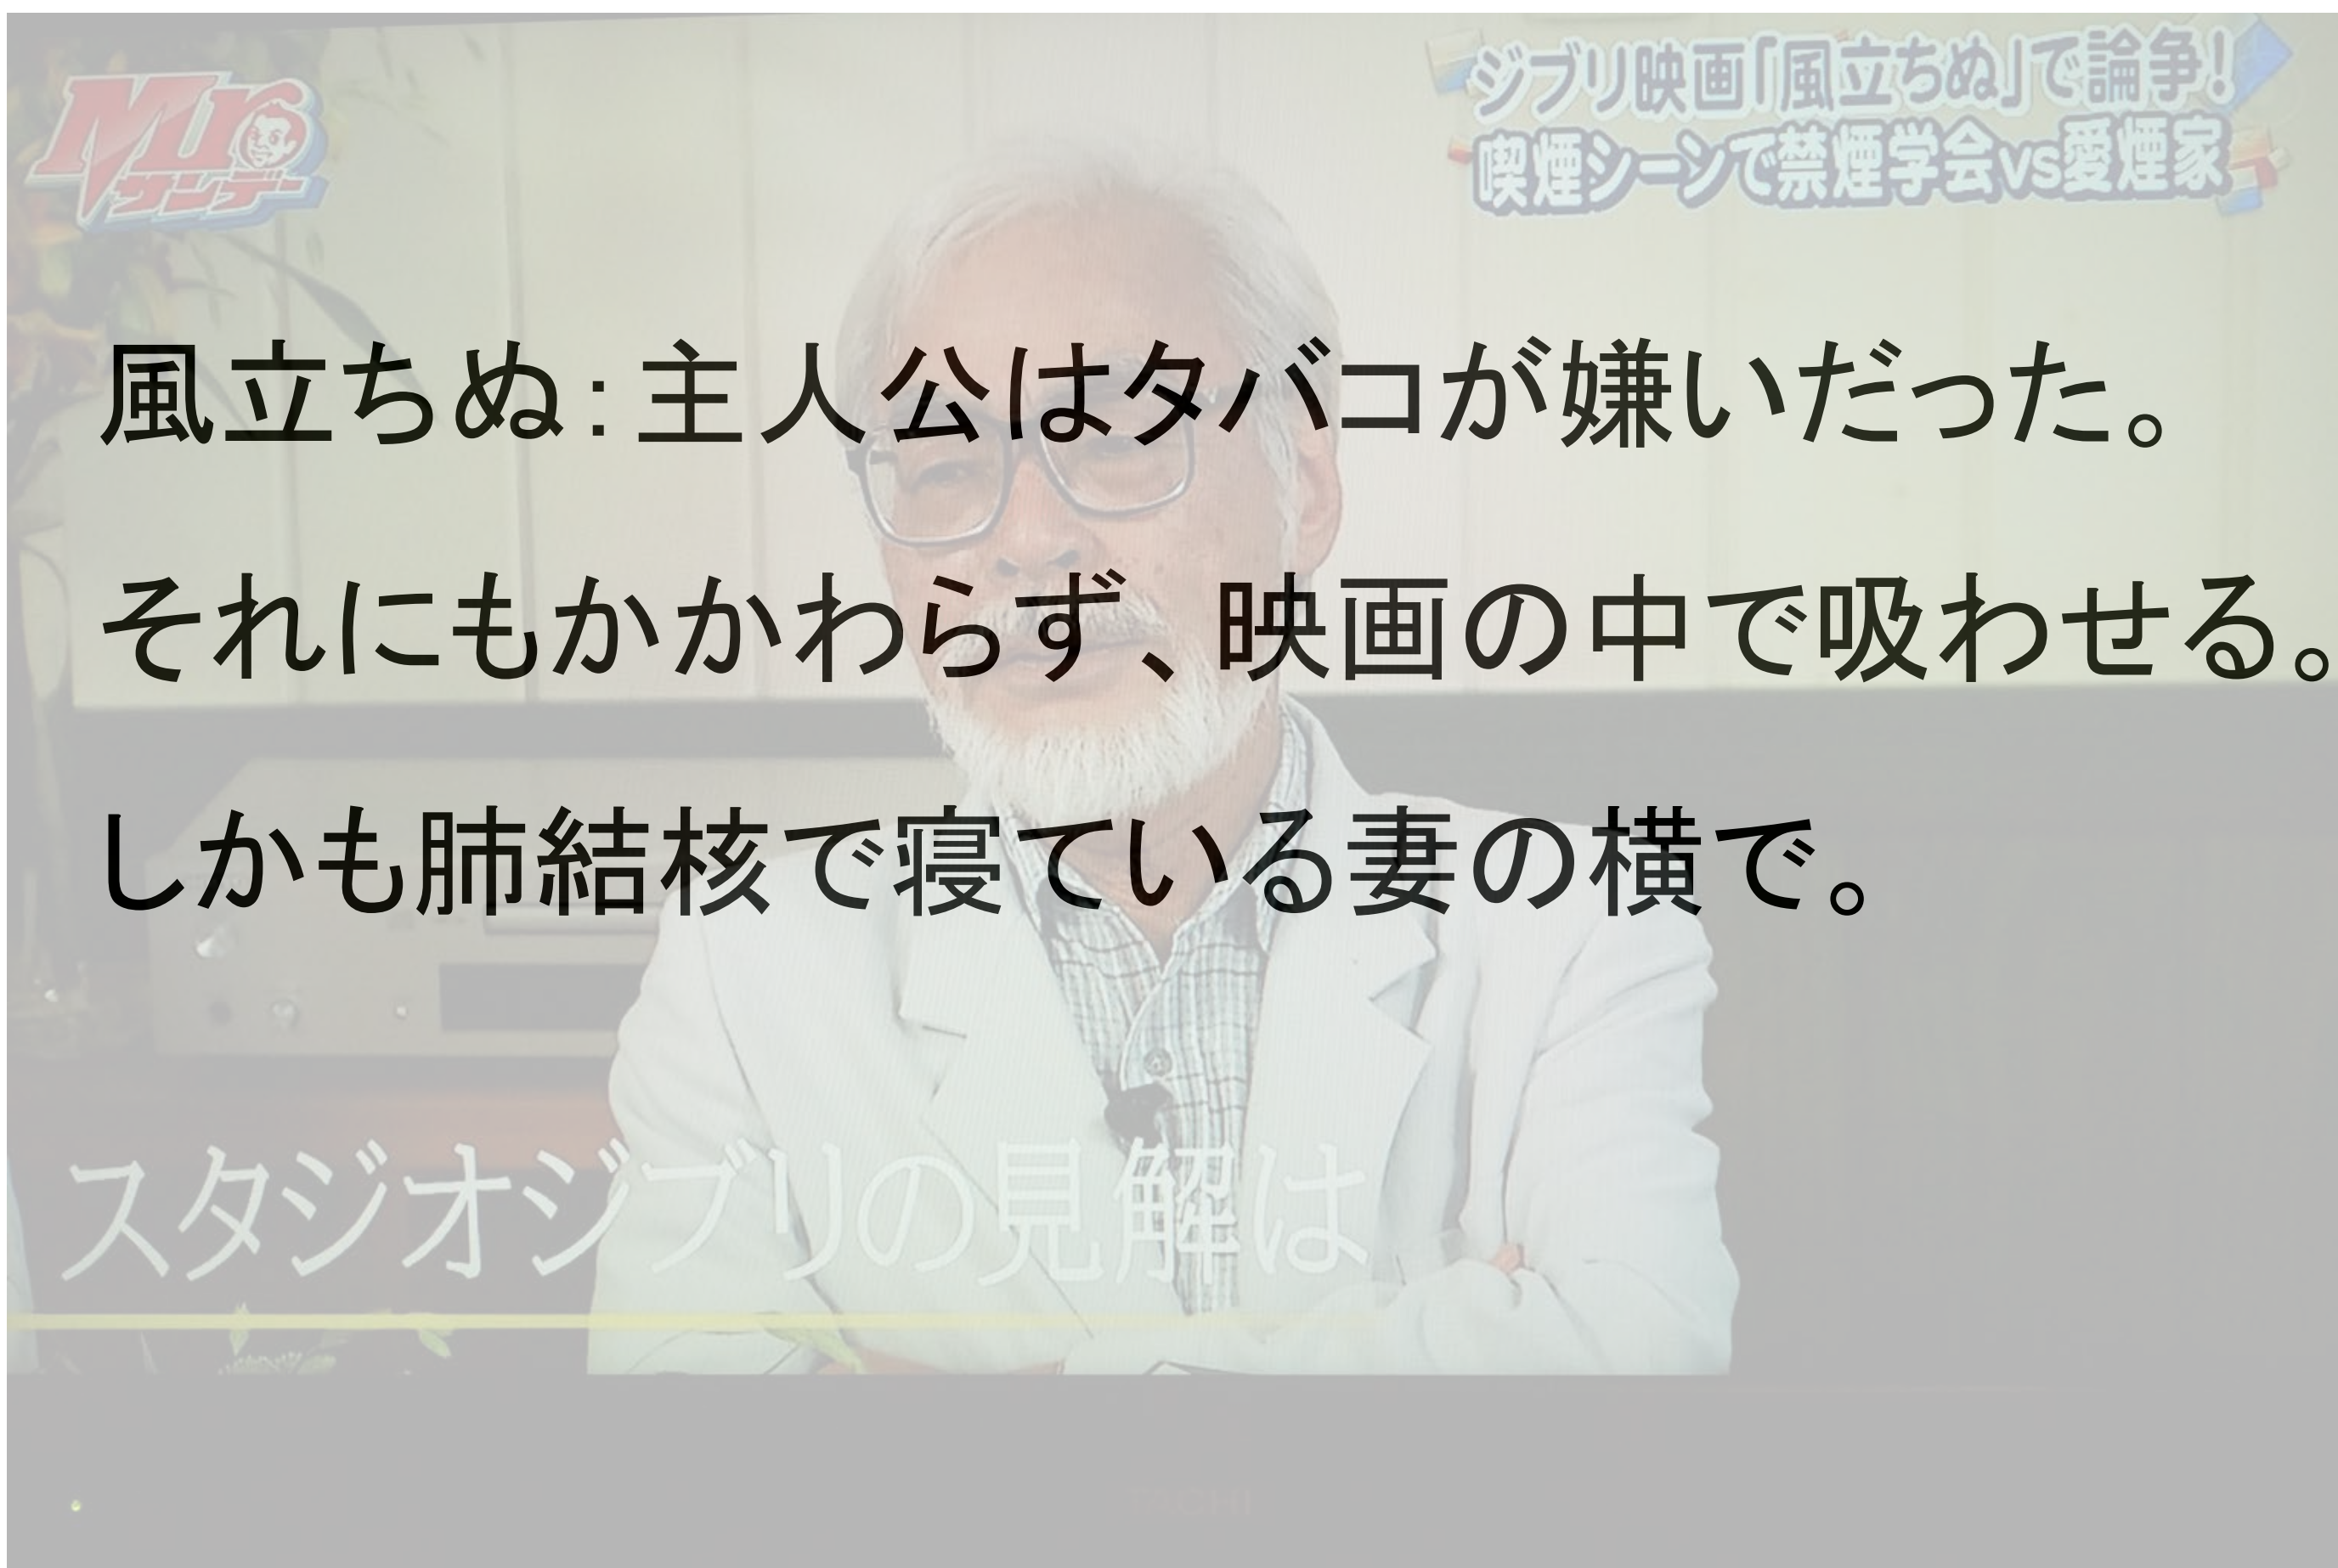 Mr
サンデー
ジブリ映画「風立ちぬ」で論争!
喫煙シーンで禁煙学会vs愛煙家
風立ちぬ：主人公はタバコが嫌いだった。
それにもかかわらず、映画の中で吸わせる。
しかも肺結核で寝ている妻の横で。
スタジオジブリの見解は